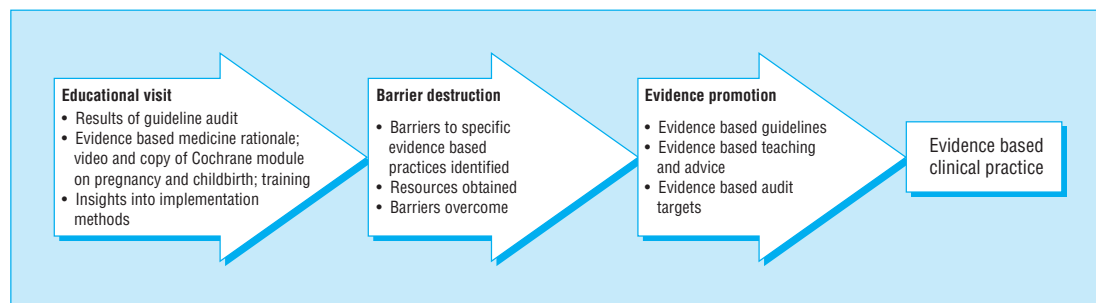 Educational visit
• Results of guideline audit
• Evidence based medicine rationale;
video and copy of Cochrane module
on pregnancy and childbirth; training
• Insights into implementation
methods
Barrier destruction
• Barriers to specific
evidence based
practices identified
• Resources obtained
• Barriers overcome
Evidence promotion
• Evidence based guidelines
• Evidence based teaching
and advice
• Evidence based audit
targets
Evidence based
clinical practice